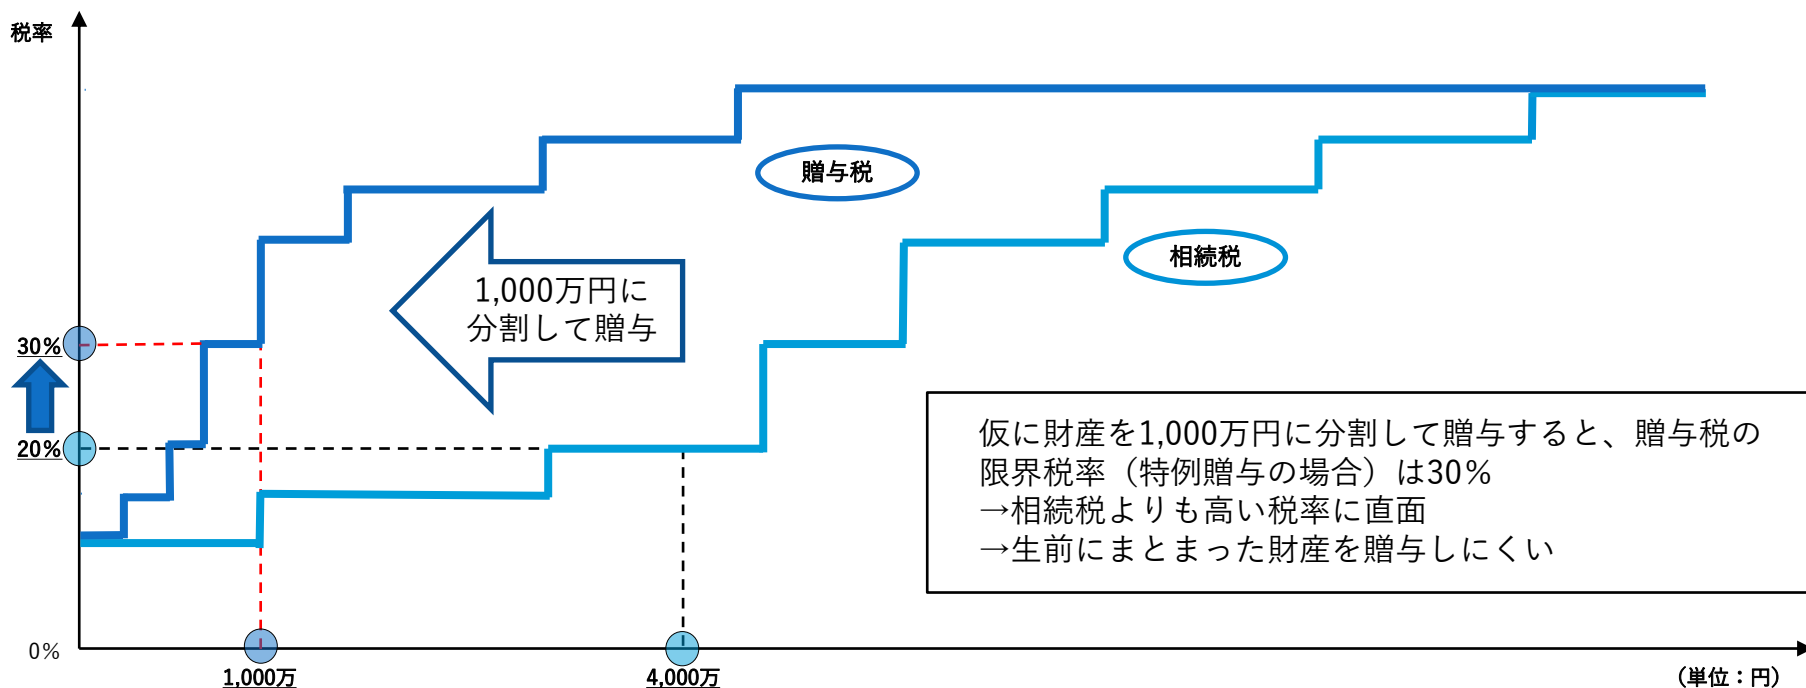 税率
贈与税
相続税
1,000万円に
分割して贈与
30%
20%
仮に財産を1,000万円に分割して贈与すると、贈与税の
限界税率（特例贈与の場合）は30％
→相続税よりも高い税率に直面
→生前にまとまった財産を贈与しにくい
0%
1,000万
4,000万
（単位：円）